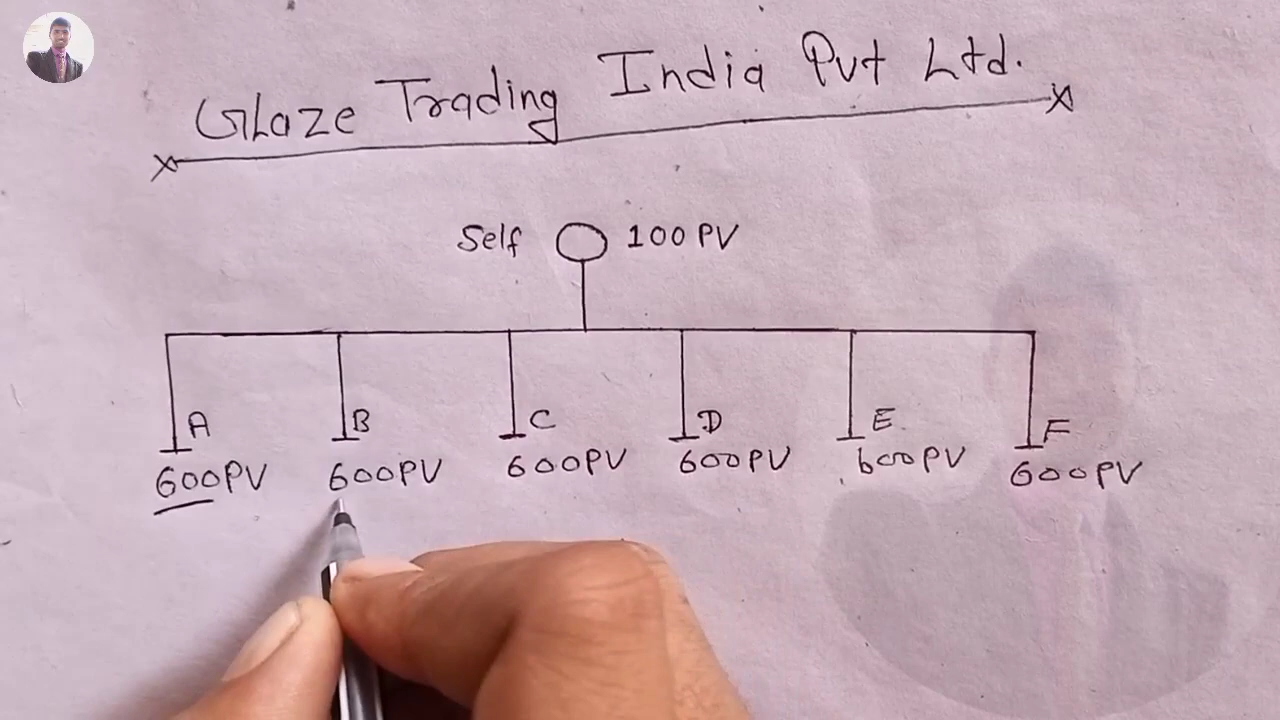 Glaze Trading India Pvt Ltd.
Self 100 PV
A B C D E F
600PV 600PV 600PV 600PV 600PV 600PV